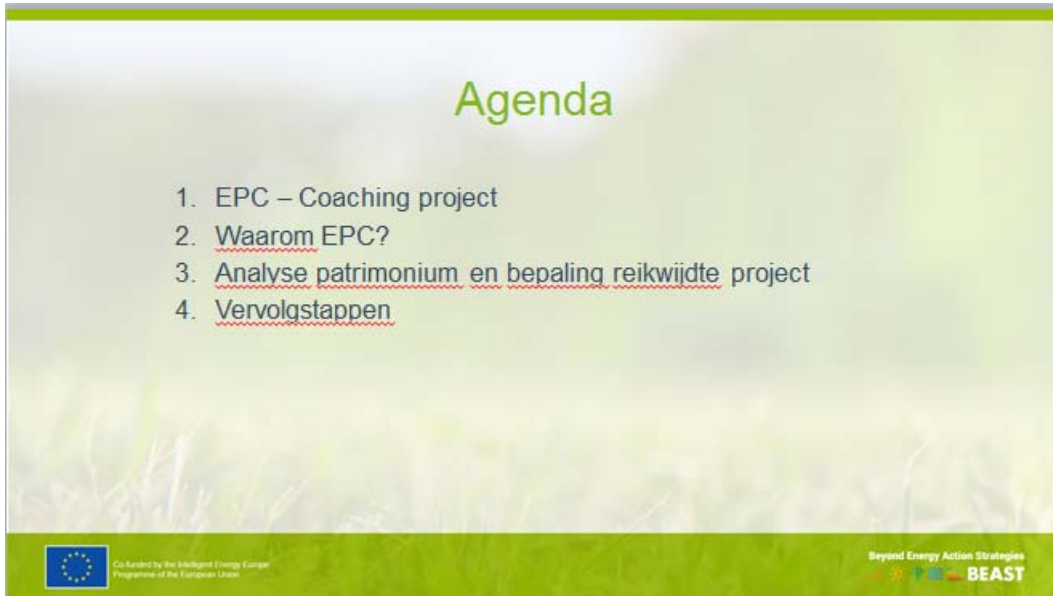 Agenda
1. EPC – Coaching project
2. Waarom EPC?
3. Analyse patrimonium en bepaling reikwijdte project
4. Vervolgstappen
Co-funded by the Intelligent Energy Europe
Programme of the European Union
Beyond Energy Action Strategies
BEAST